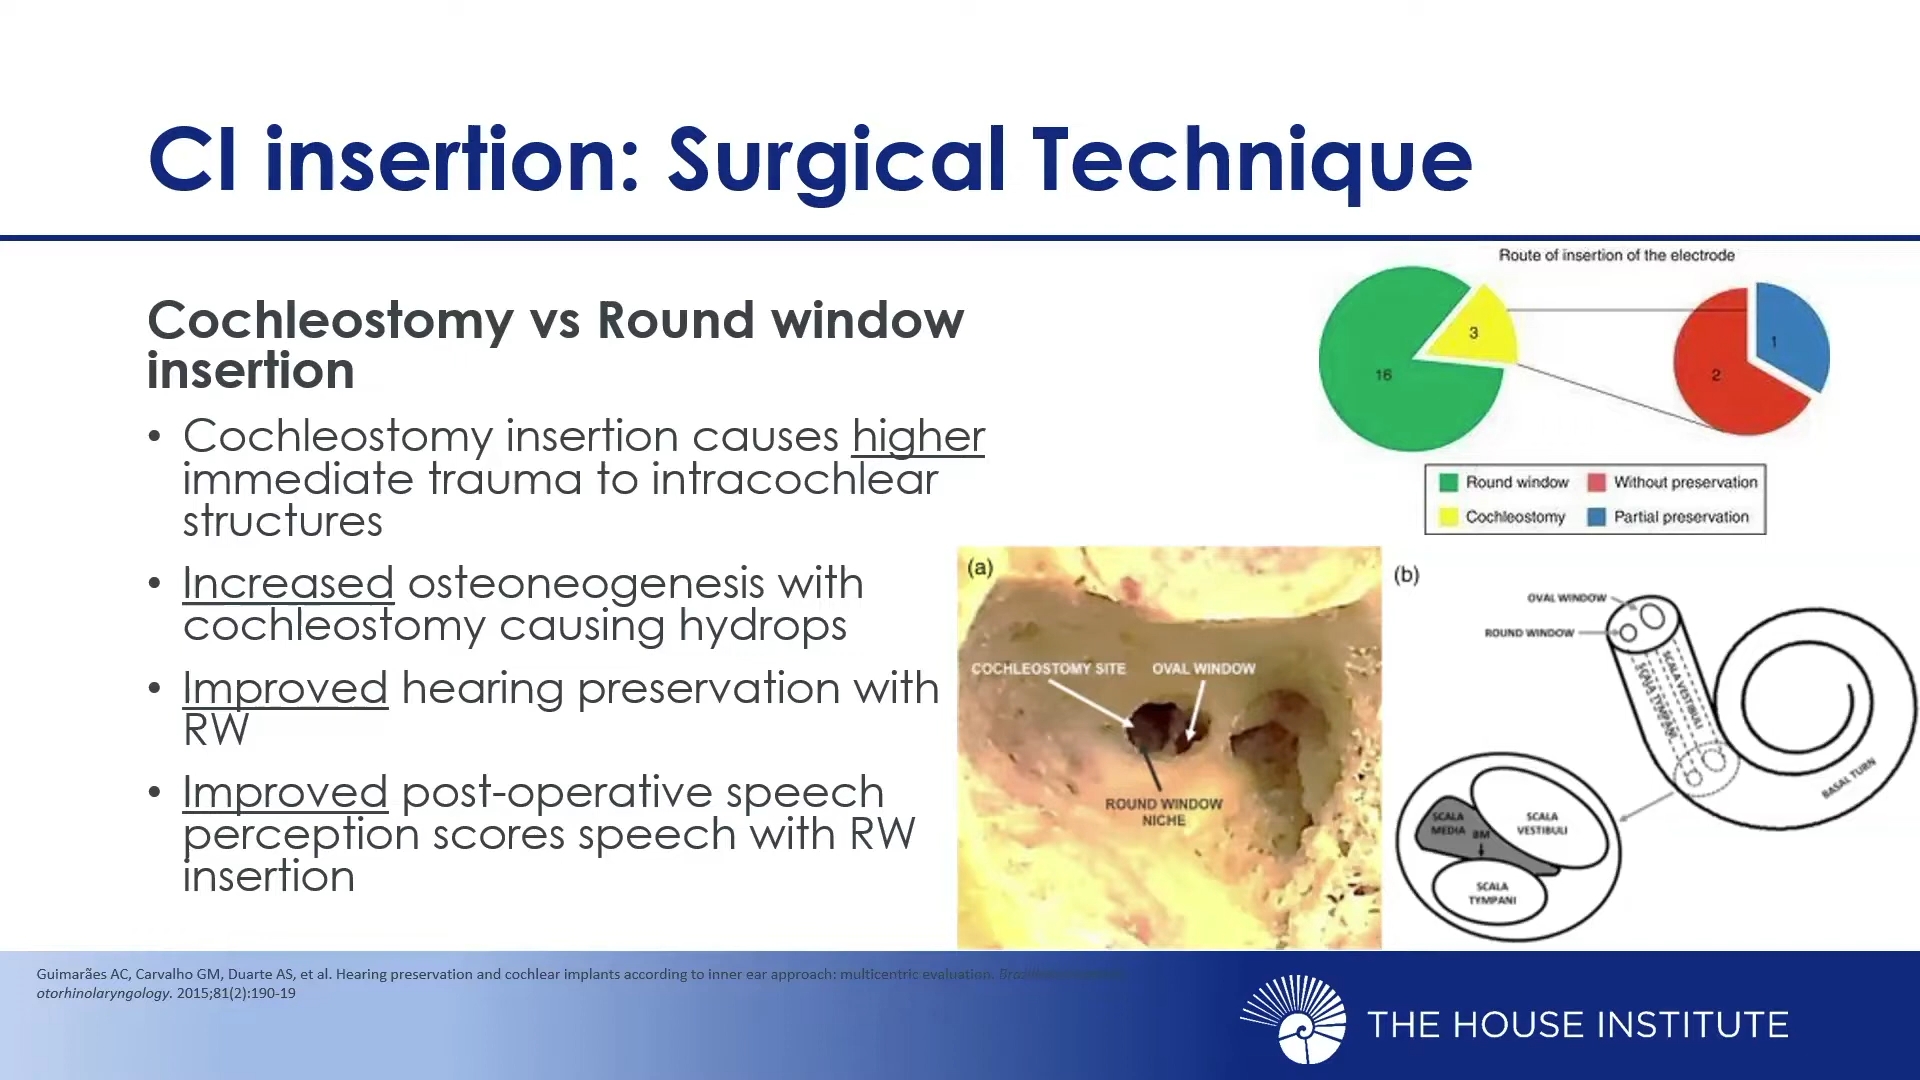 CI insertion: Surgical Technique
Cochleostomy vs Round window
insertion
• Cochleostomy insertion causes higher
immediate trauma to intracochlear
structures
• Increased osteoneogenesis with
cochleostomy causing hydrops
• Improved hearing preservation with
RW
• Improved post-operative speech
perception scores speech with RW
insertion
Route of insertion of the electrode
16
3
2
1
Round window
Without preservation
Cochleostomy
Partial preservation
(a)
COCHLEOSTOMY SITE
OVAL WINDOW
ROUND WINDOW
NICHE
(b)
OVAL WINDOW
ROUND WINDOW
SCALA VESTIBULI
SCALA TYMPANI
BASAL TURN
SCALA
MEDIA
BM
SCALA
VESTIBULI
SCALA
TYMPANI
Guimarães AC, Carvalho GM, Duarte AS, et al. Hearing preservation and cochlear implants according to inner ear approach: multicentric evaluation.
otorhinolaryngology. 2015;81(2):190-19
THE HOUSE INSTITUTE